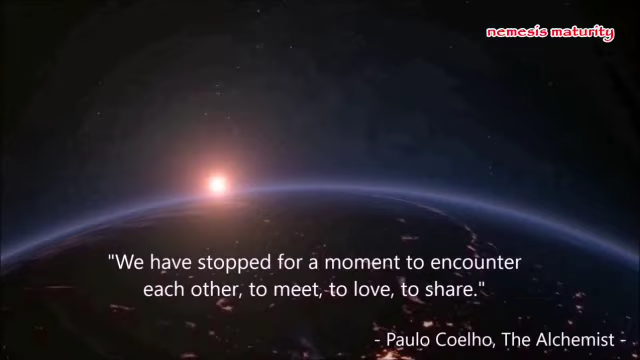 nemesis maturity
"We have stopped for a moment to encounter
each other, to meet, to love, to share."
- Paulo Coelho, The Alchemist -